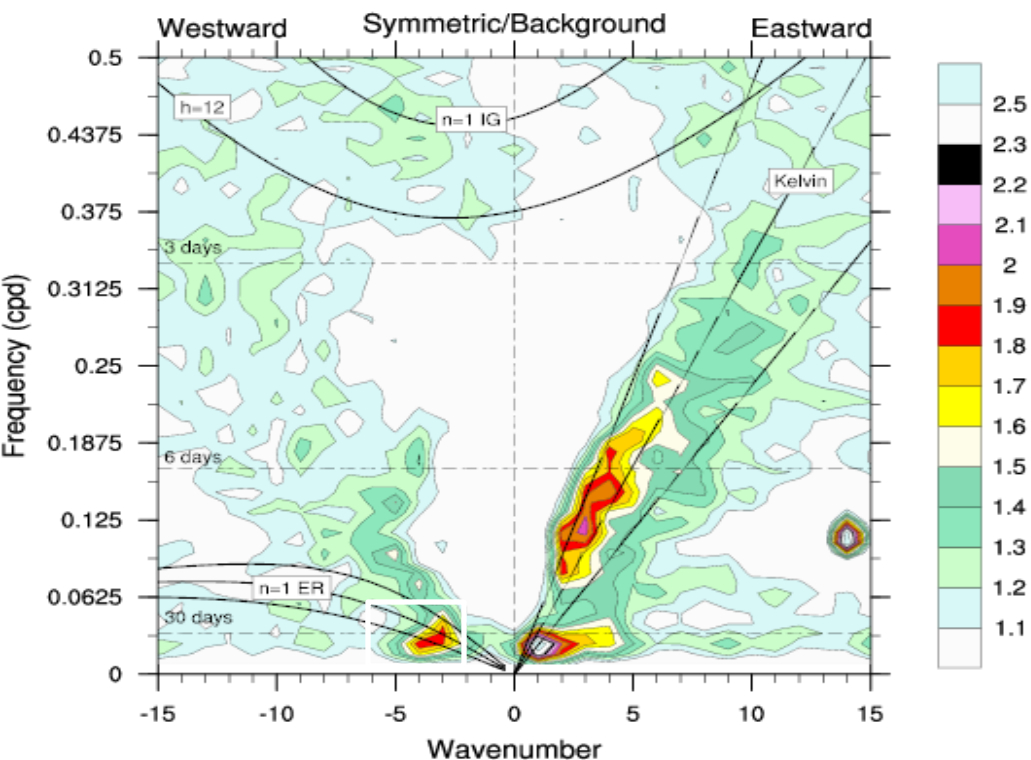 Symmetric/Background
Westward
Eastward
0.5
0.4375
0.375
0.3125
0.25
0.1875
0.125
0.0625
0
Frequency (cpd)
h=12
n=1 IG
Kelvin
3 days
6 days
n=1 ER
30 days
-15
-10
-5
0
5
10
15
Wavenumber
2.5
2.3
2.2
2.1
2
1.9
1.8
1.7
1.6
1.5
1.4
1.3
1.2
1.1